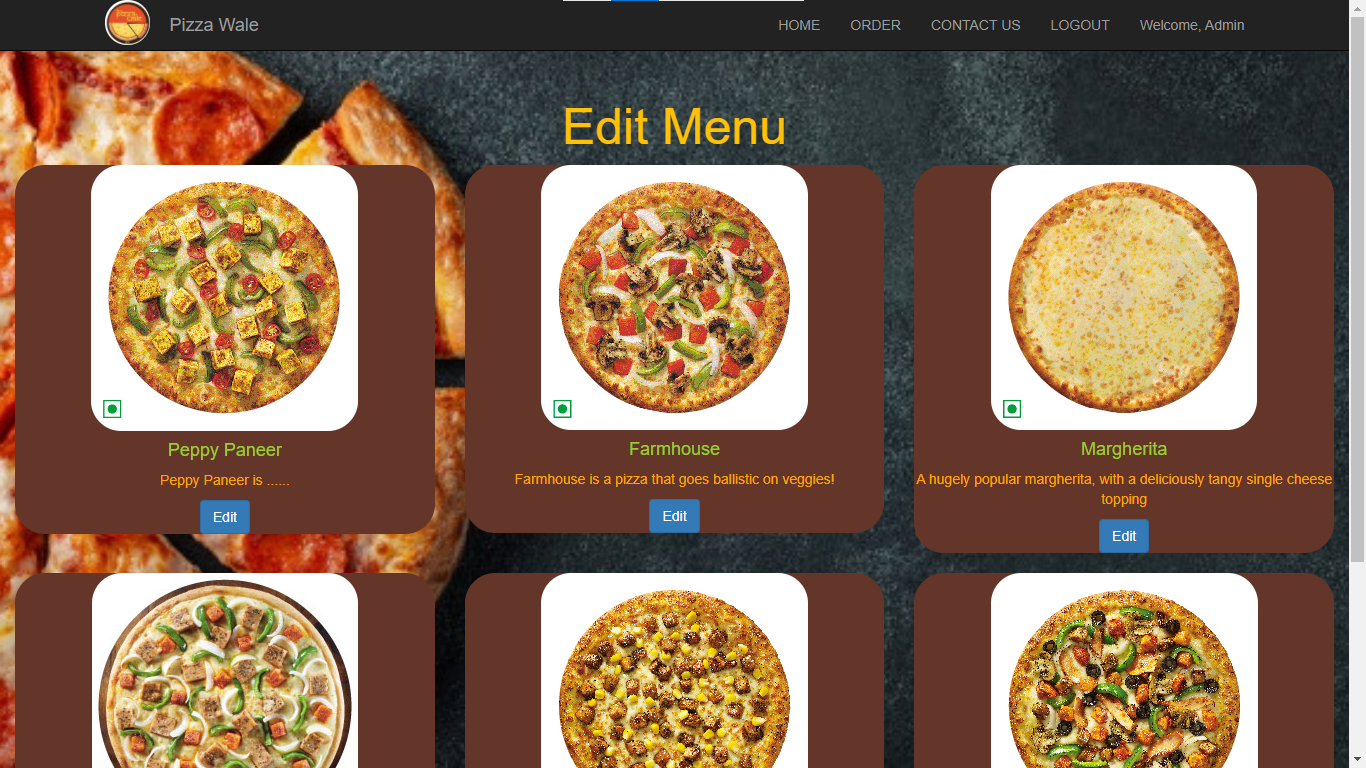 Pizza Wale
HOME
ORDER
CONTACT US
LOGOUT
Welcome, Admin
Edit Menu
Peppy Paneer
Peppy Paneer is ......
Edit
Farmhouse
Farmhouse is a pizza that goes ballistic on veggies!
Edit
Margherita
A hugely popular margherita, with a deliciously tangy single cheese
topping
Edit